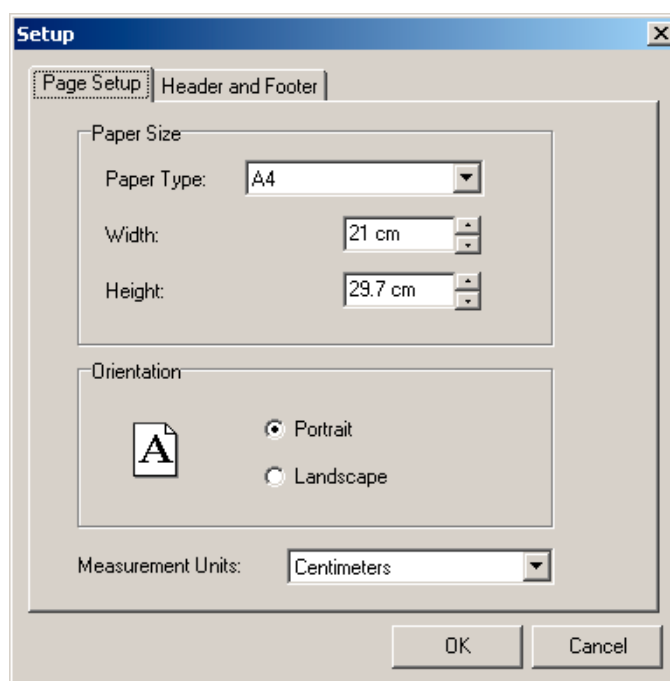 Setup
Page Setup Header and Footer
Paper Size
Paper Type: A4
Width: 21 cm
Height: 29.7 cm
Orientation
A
Portrait
Landscape
Measurement Units: Centimeters
OK Cancel